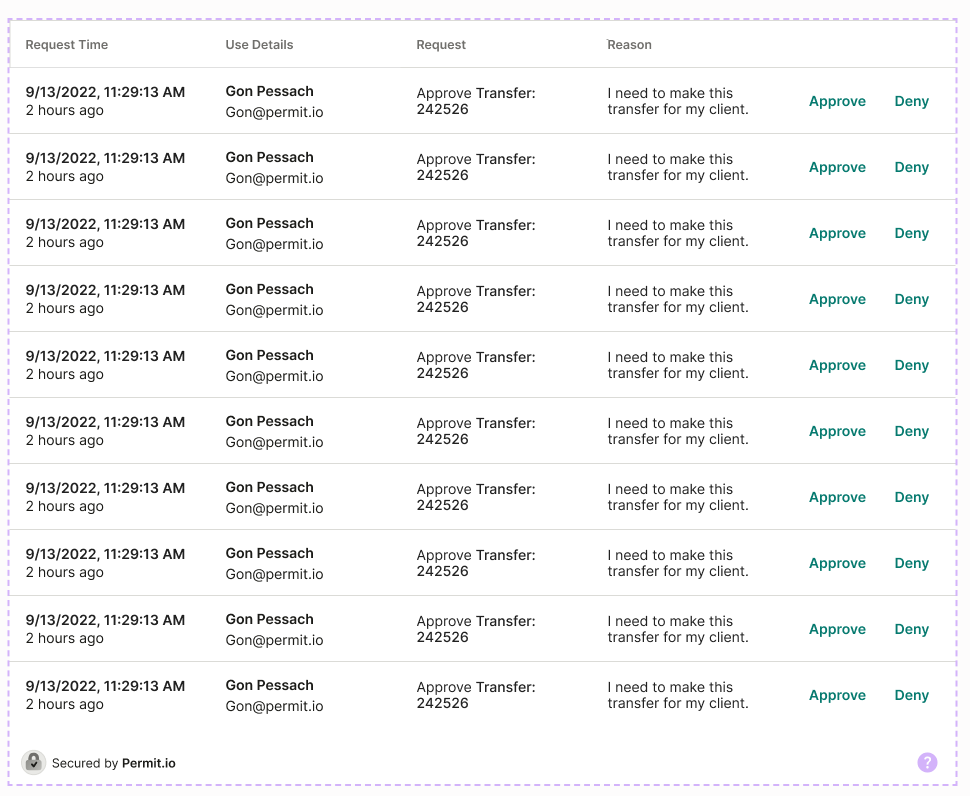 Request Time Use Details Request Reason
9/13/2022, 11:29:13 AM Gon Pessach Approve Transfer: I need to make this Approve Deny
2 hours ago Gon@permit.io 242526 transfer for my client.
9/13/2022, 11:29:13 AM Gon Pessach Approve Transfer: I need to make this Approve Deny
2 hours ago Gon@permit.io 242526 transfer for my client.
9/13/2022, 11:29:13 AM Gon Pessach Approve Transfer: I need to make this Approve Deny
2 hours ago Gon@permit.io 242526 transfer for my client.
9/13/2022, 11:29:13 AM Gon Pessach Approve Transfer: I need to make this Approve Deny
2 hours ago Gon@permit.io 242526 transfer for my client.
9/13/2022, 11:29:13 AM Gon Pessach Approve Transfer: I need to make this Approve Deny
2 hours ago Gon@permit.io 242526 transfer for my client.
9/13/2022, 11:29:13 AM Gon Pessach Approve Transfer: I need to make this Approve Deny
2 hours ago Gon@permit.io 242526 transfer for my client.
9/13/2022, 11:29:13 AM Gon Pessach Approve Transfer: I need to make this Approve Deny
2 hours ago Gon@permit.io 242526 transfer for my client.
9/13/2022, 11:29:13 AM Gon Pessach Approve Transfer: I need to make this Approve Deny
2 hours ago Gon@permit.io 242526 transfer for my client.
9/13/2022, 11:29:13 AM Gon Pessach Approve Transfer: I need to make this Approve Deny
2 hours ago Gon@permit.io 242526 transfer for my client.
9/13/2022, 11:29:13 AM Gon Pessach Approve Transfer: I need to make this Approve Deny
2 hours ago Gon@permit.io 242526 transfer for my client.
Secured by Permit.io ?